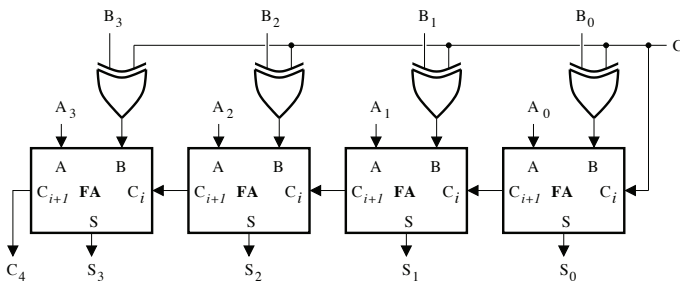 B3 B2 B1 B0
C
A3 A2 A1 A0
A B A B A B A B
Ci+1 FA Ci Ci+1 FA Ci Ci+1 FA Ci Ci+1 FA Ci
S S S S
C4 S3 S2 S1 S0